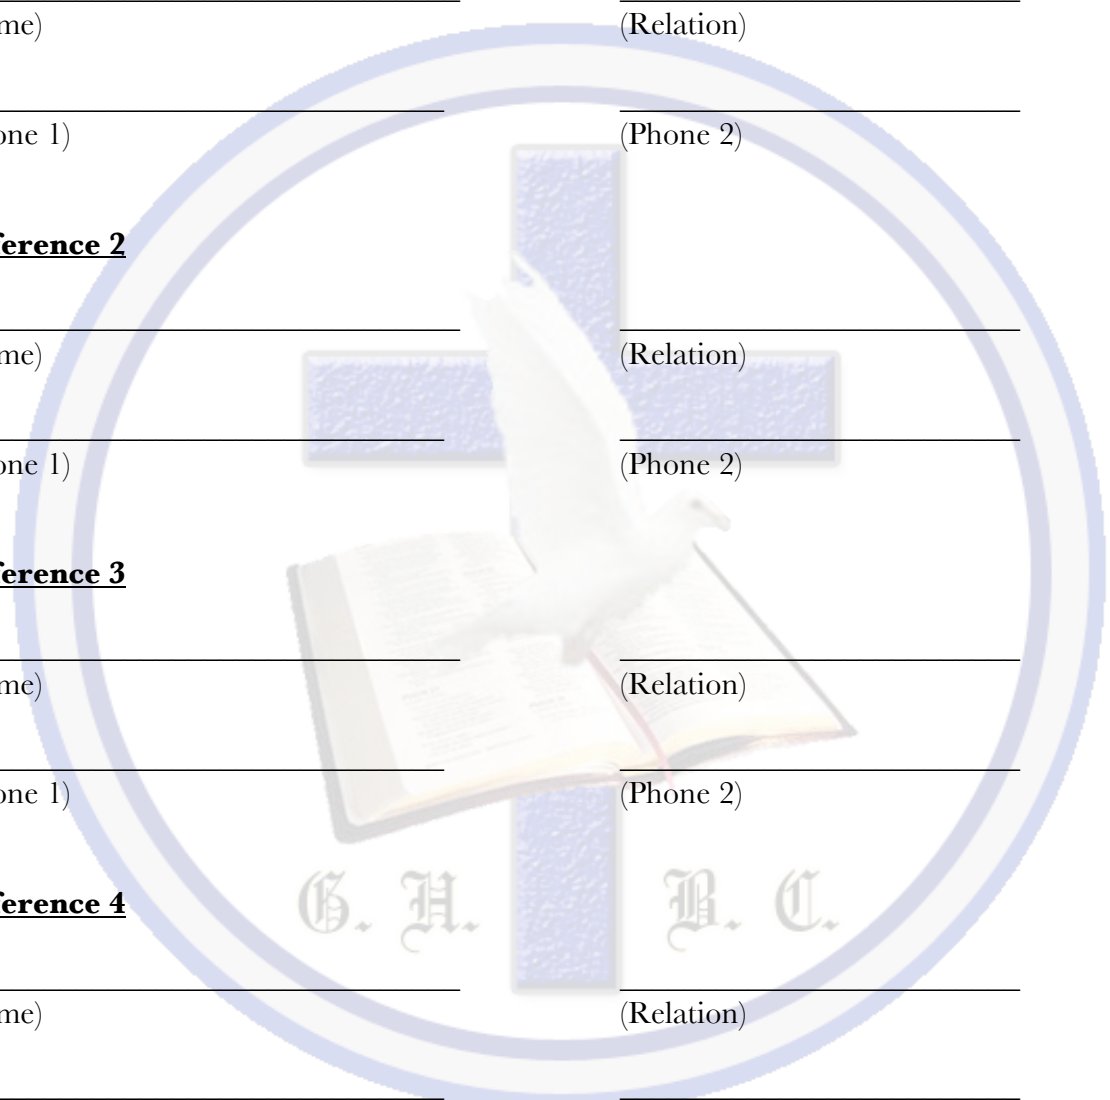 me) (Relation)
one 1) (Phone 2)
ference 2
me) (Relation)
one 1) (Phone 2)
ference 3
me) (Relation)
one 1) (Phone 2)
G. H. B. C.
ference 4
me) (Relation)